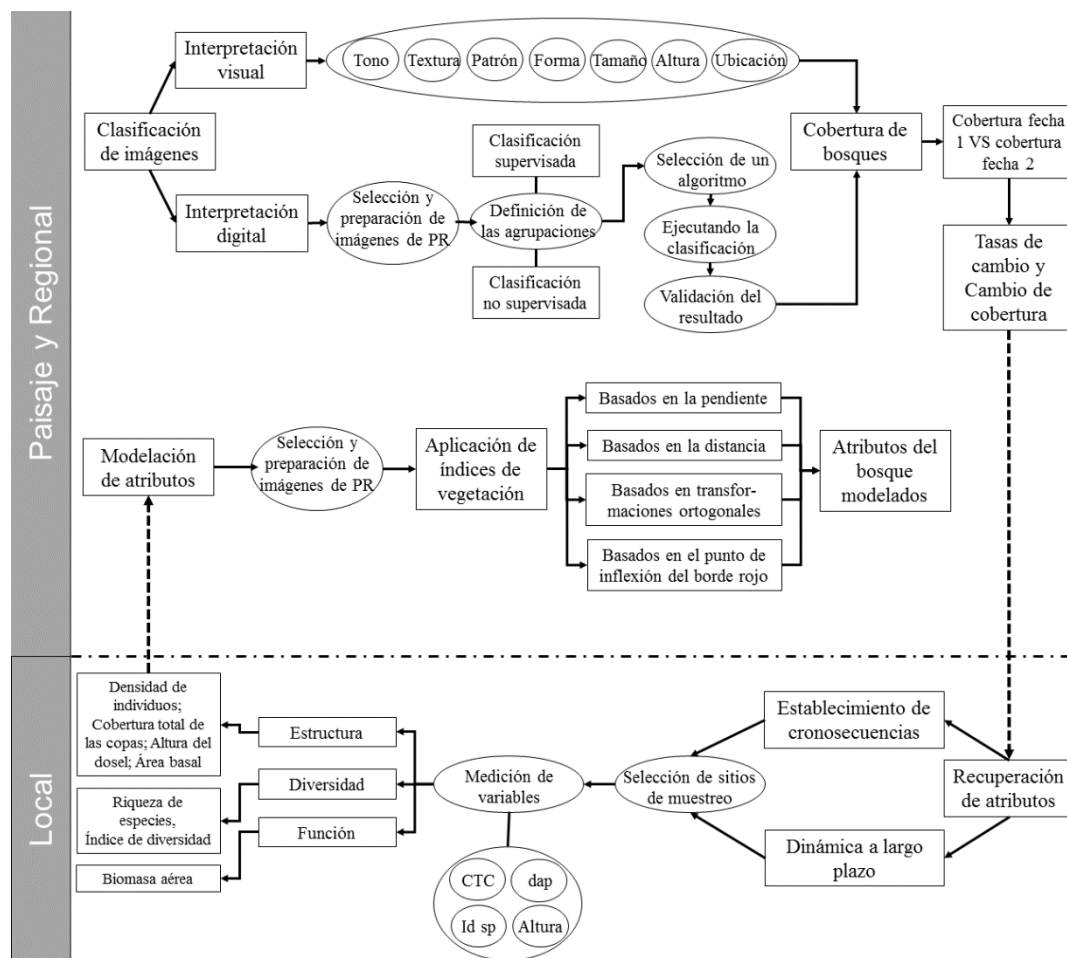 Paisaje y Regional
Interpretación
visual
Tono
Textura
Patrón
Forma
Tamaño
Altura
Ubicación
Clasificación
de imágenes
Interpretación
digital
Selección y
preparación de
imágenes de PR
Clasificación
supervisada
Definición de
las agrupaciones
Clasificación
no supervisada
Selección de un
algoritmo
Ejecutando la
clasificación
Validación del
resultado
Cobertura de
bosques
Cobertura fecha
1 VS cobertura
fecha 2
Tasas de
cambio y
Cambio de
cobertura
Modelación
de atributos
Selección y
preparación de
imágenes de PR
Aplicación de
índices de
vegetación
Basados en la pendiente
Basados en la distancia
Basados en transfor-
maciones ortogonales
Basados en el punto de
inflexión del borde rojo
Atributos del
bosque
modelados
Local
Densidad de
individuos;
Cobertura total de
las copas; Altura del
dosel; Área basal
Riqueza de
especies,
Índice de diversidad
Biomasa aérea
Estructura
Diversidad
Función
Medición de
variables
CTC
dap
Id sp
Altura
Selección de sitios
de muestreo
Establecimiento de
cronosecuencias
Dinámica a largo
plazo
Recuperación
de atributos